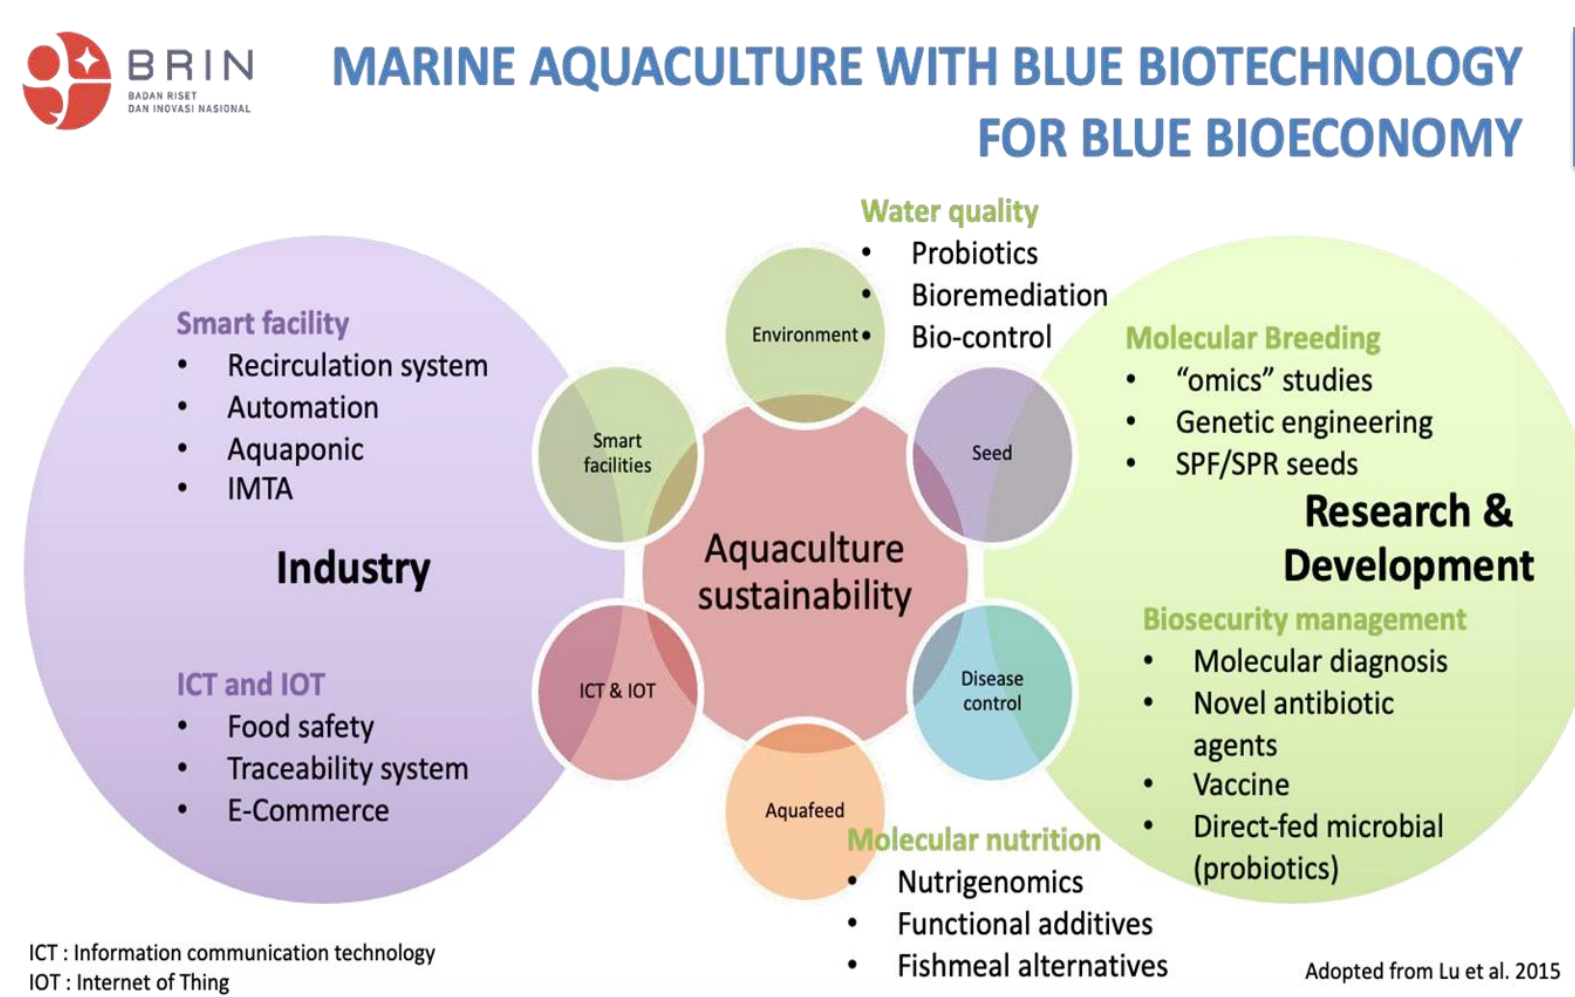 BRIN
BADAN RISET
DAN INOVASI NASIONAL
MARINE AQUACULTURE WITH BLUE BIOTECHNOLOGY
FOR BLUE BIOECONOMY
Water quality
• Probiotics
• Bioremediation
• Bio-control
Environment
Smart facility
• Recirculation system
• Automation
• Aquaponic
• IMTA
Smart
facilities
Seed
Molecular Breeding
• “omics” studies
• Genetic engineering
• SPF/SPR seeds
Industry
Aquaculture
sustainability
Research &
Development
ICT and IOT
• Food safety
• Traceability system
• E-Commerce
ICT & IOT
Disease
control
Biosecurity management
• Molecular diagnosis
• Novel antibiotic
agents
• Vaccine
• Direct-fed microbial
(probiotics)
Aquafeed
Molecular nutrition
• Nutrigenomics
• Functional additives
• Fishmeal alternatives
ICT : Information communication technology
IOT : Internet of Thing
Adopted from Lu et al. 2015